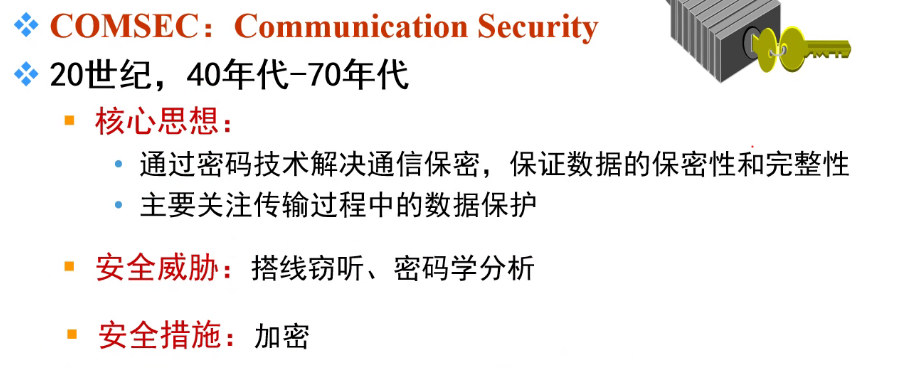 COMSEC：Communication Security
20世纪，40年代-70年代
核心思想：
通过密码技术解决通信保密，保证数据的保密性和完整性
主要关注传输过程中的数据保护
安全威胁：搭线窃听、密码学分析
安全措施：加密